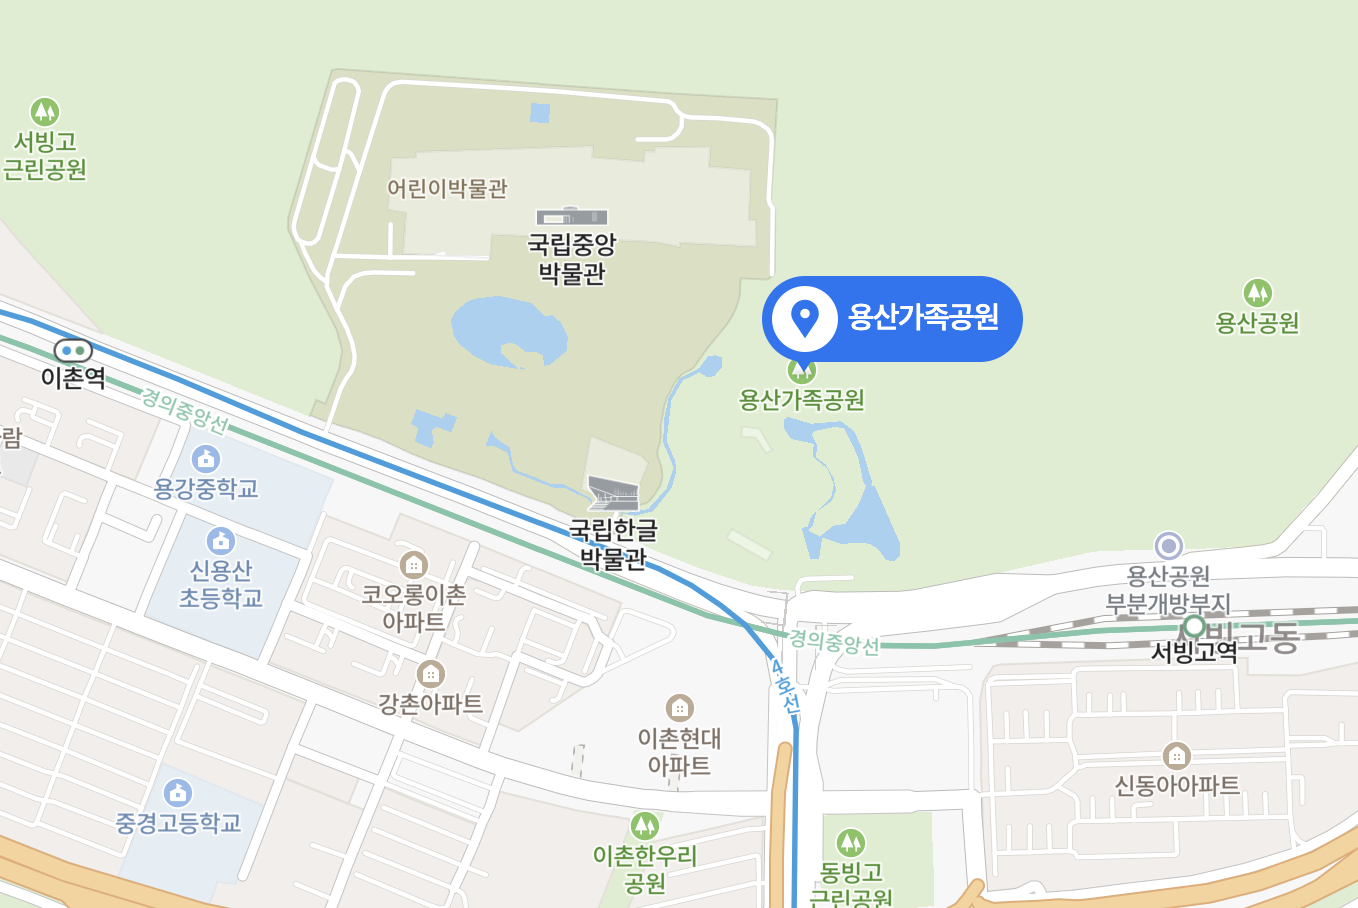 서빙고
근린공원
어린이박물관
국립중앙
박물관
용산가족공원
용산공원
이촌역
용산가족공원
경의중앙선
람
용강중학교
국립한글
박물관
신용산
초등학교
코오롱이촌
아파트
용산공원
부분개방부지
경의중앙선
서빙고동
서빙고역
4호선
강촌아파트
이촌현대
아파트
신동아아파트
중경고등학교
이촌한우리
공원
동빙고
근린공원